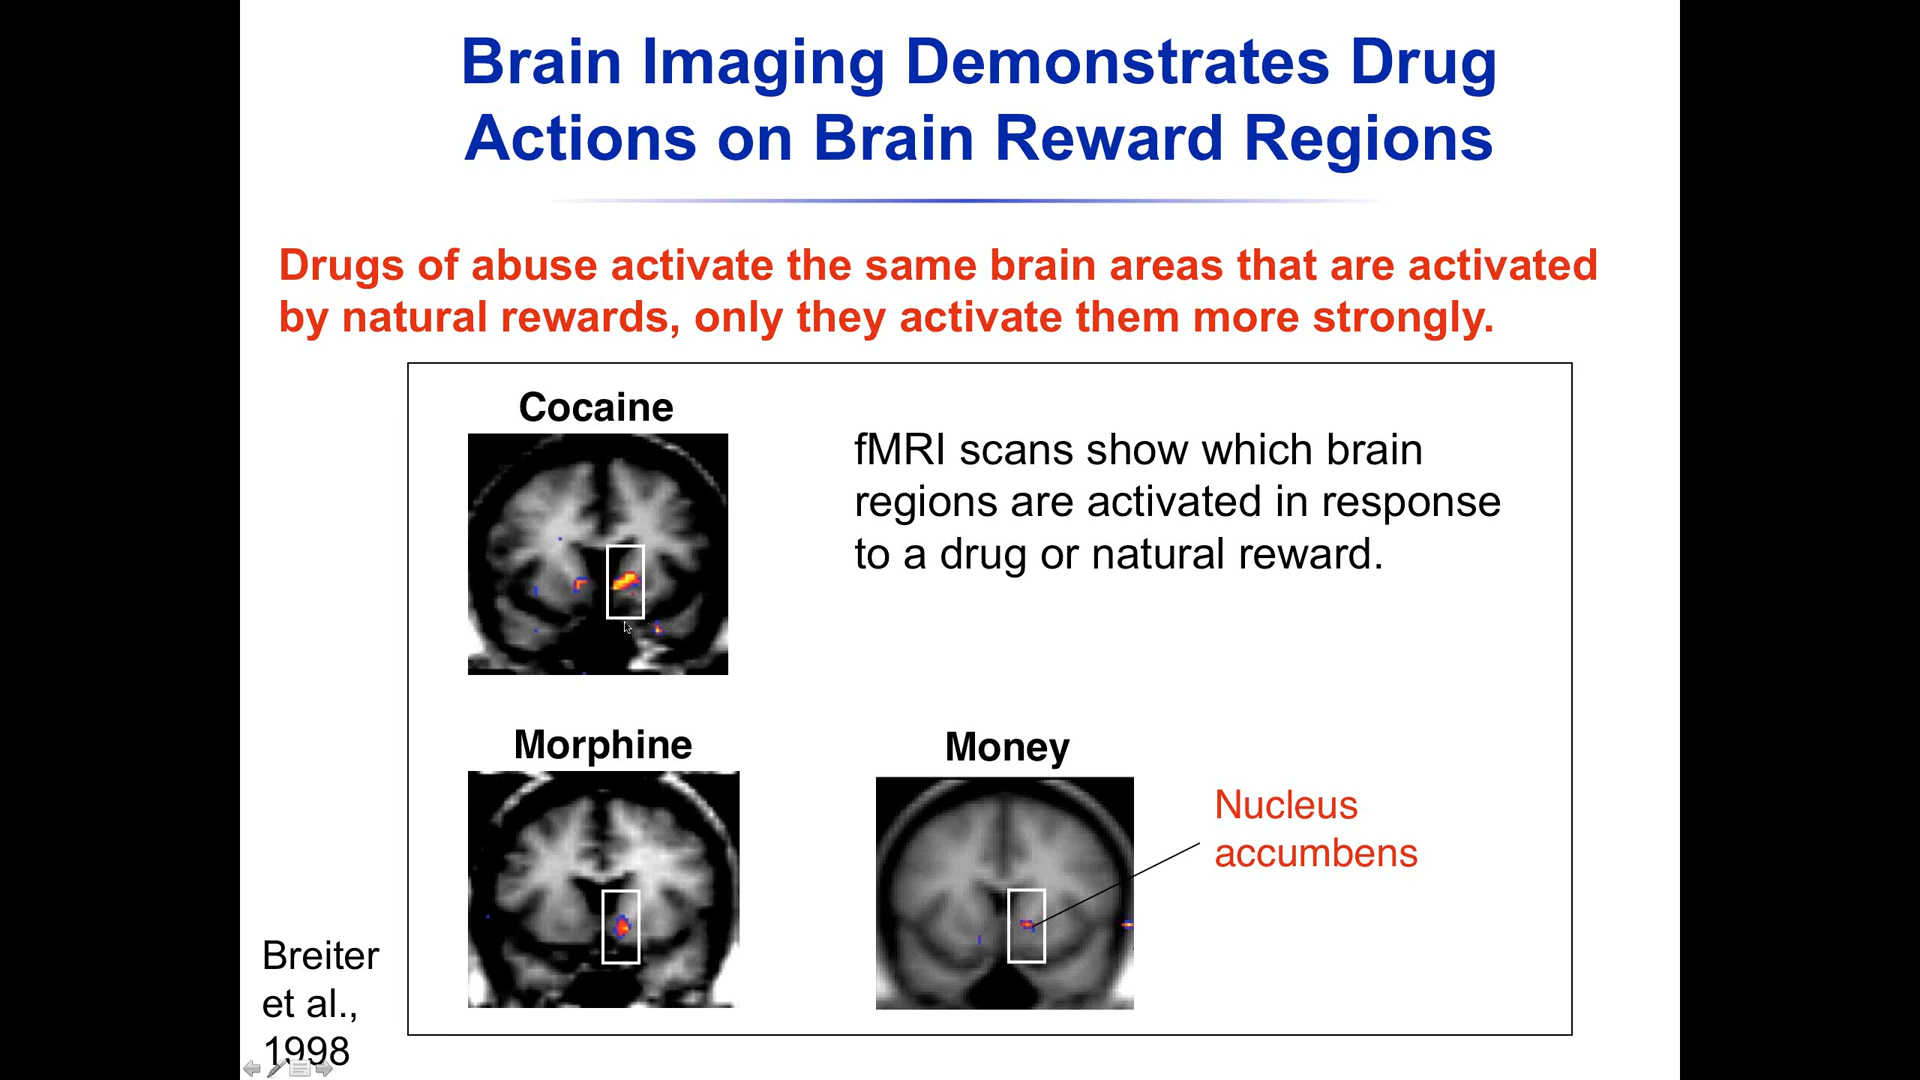 Brain Imaging Demonstrates Drug
Actions on Brain Reward Regions
Drugs of abuse activate the same brain areas that are activated
by natural rewards, only they activate them more strongly.
Cocaine
fMRI scans show which brain
regions are activated in response
to a drug or natural reward.
Morphine
Money
Nucleus
accumbens
Breiter
et al.,
1998